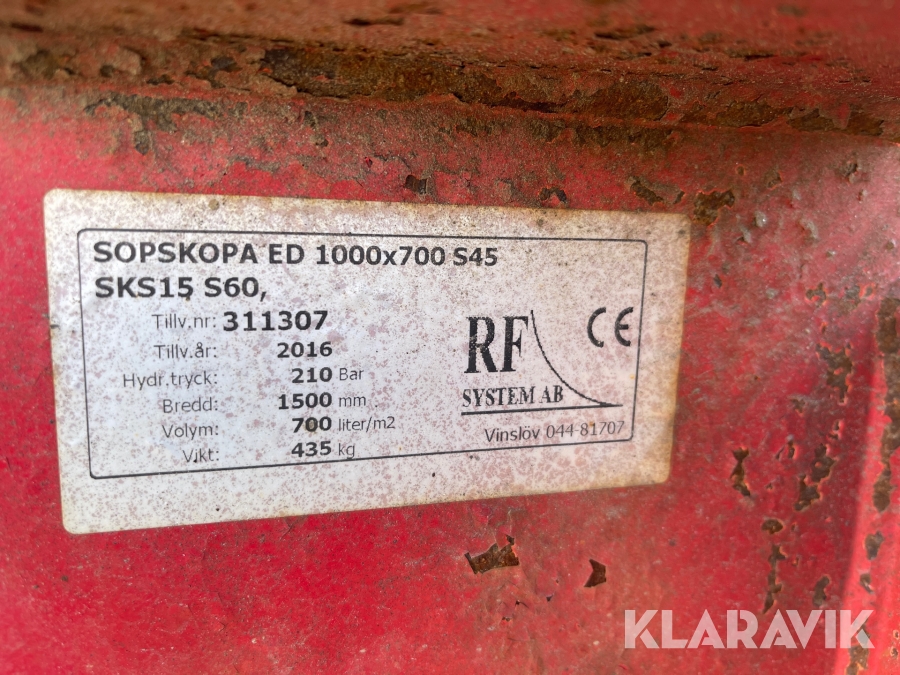 SOPSKOPA ED 1000x700 S45
SKS15 S60,
Tillv.nr: 311307
Tillv.år: 2016
Hydr.tryck: 210 Bar
Bredd: 1500 mm
Volym: 700 liter/m2
Vikt: 435 kg
RF
SYSTEM AB
CE
Vinslöv 044-81707
KLARAVIK